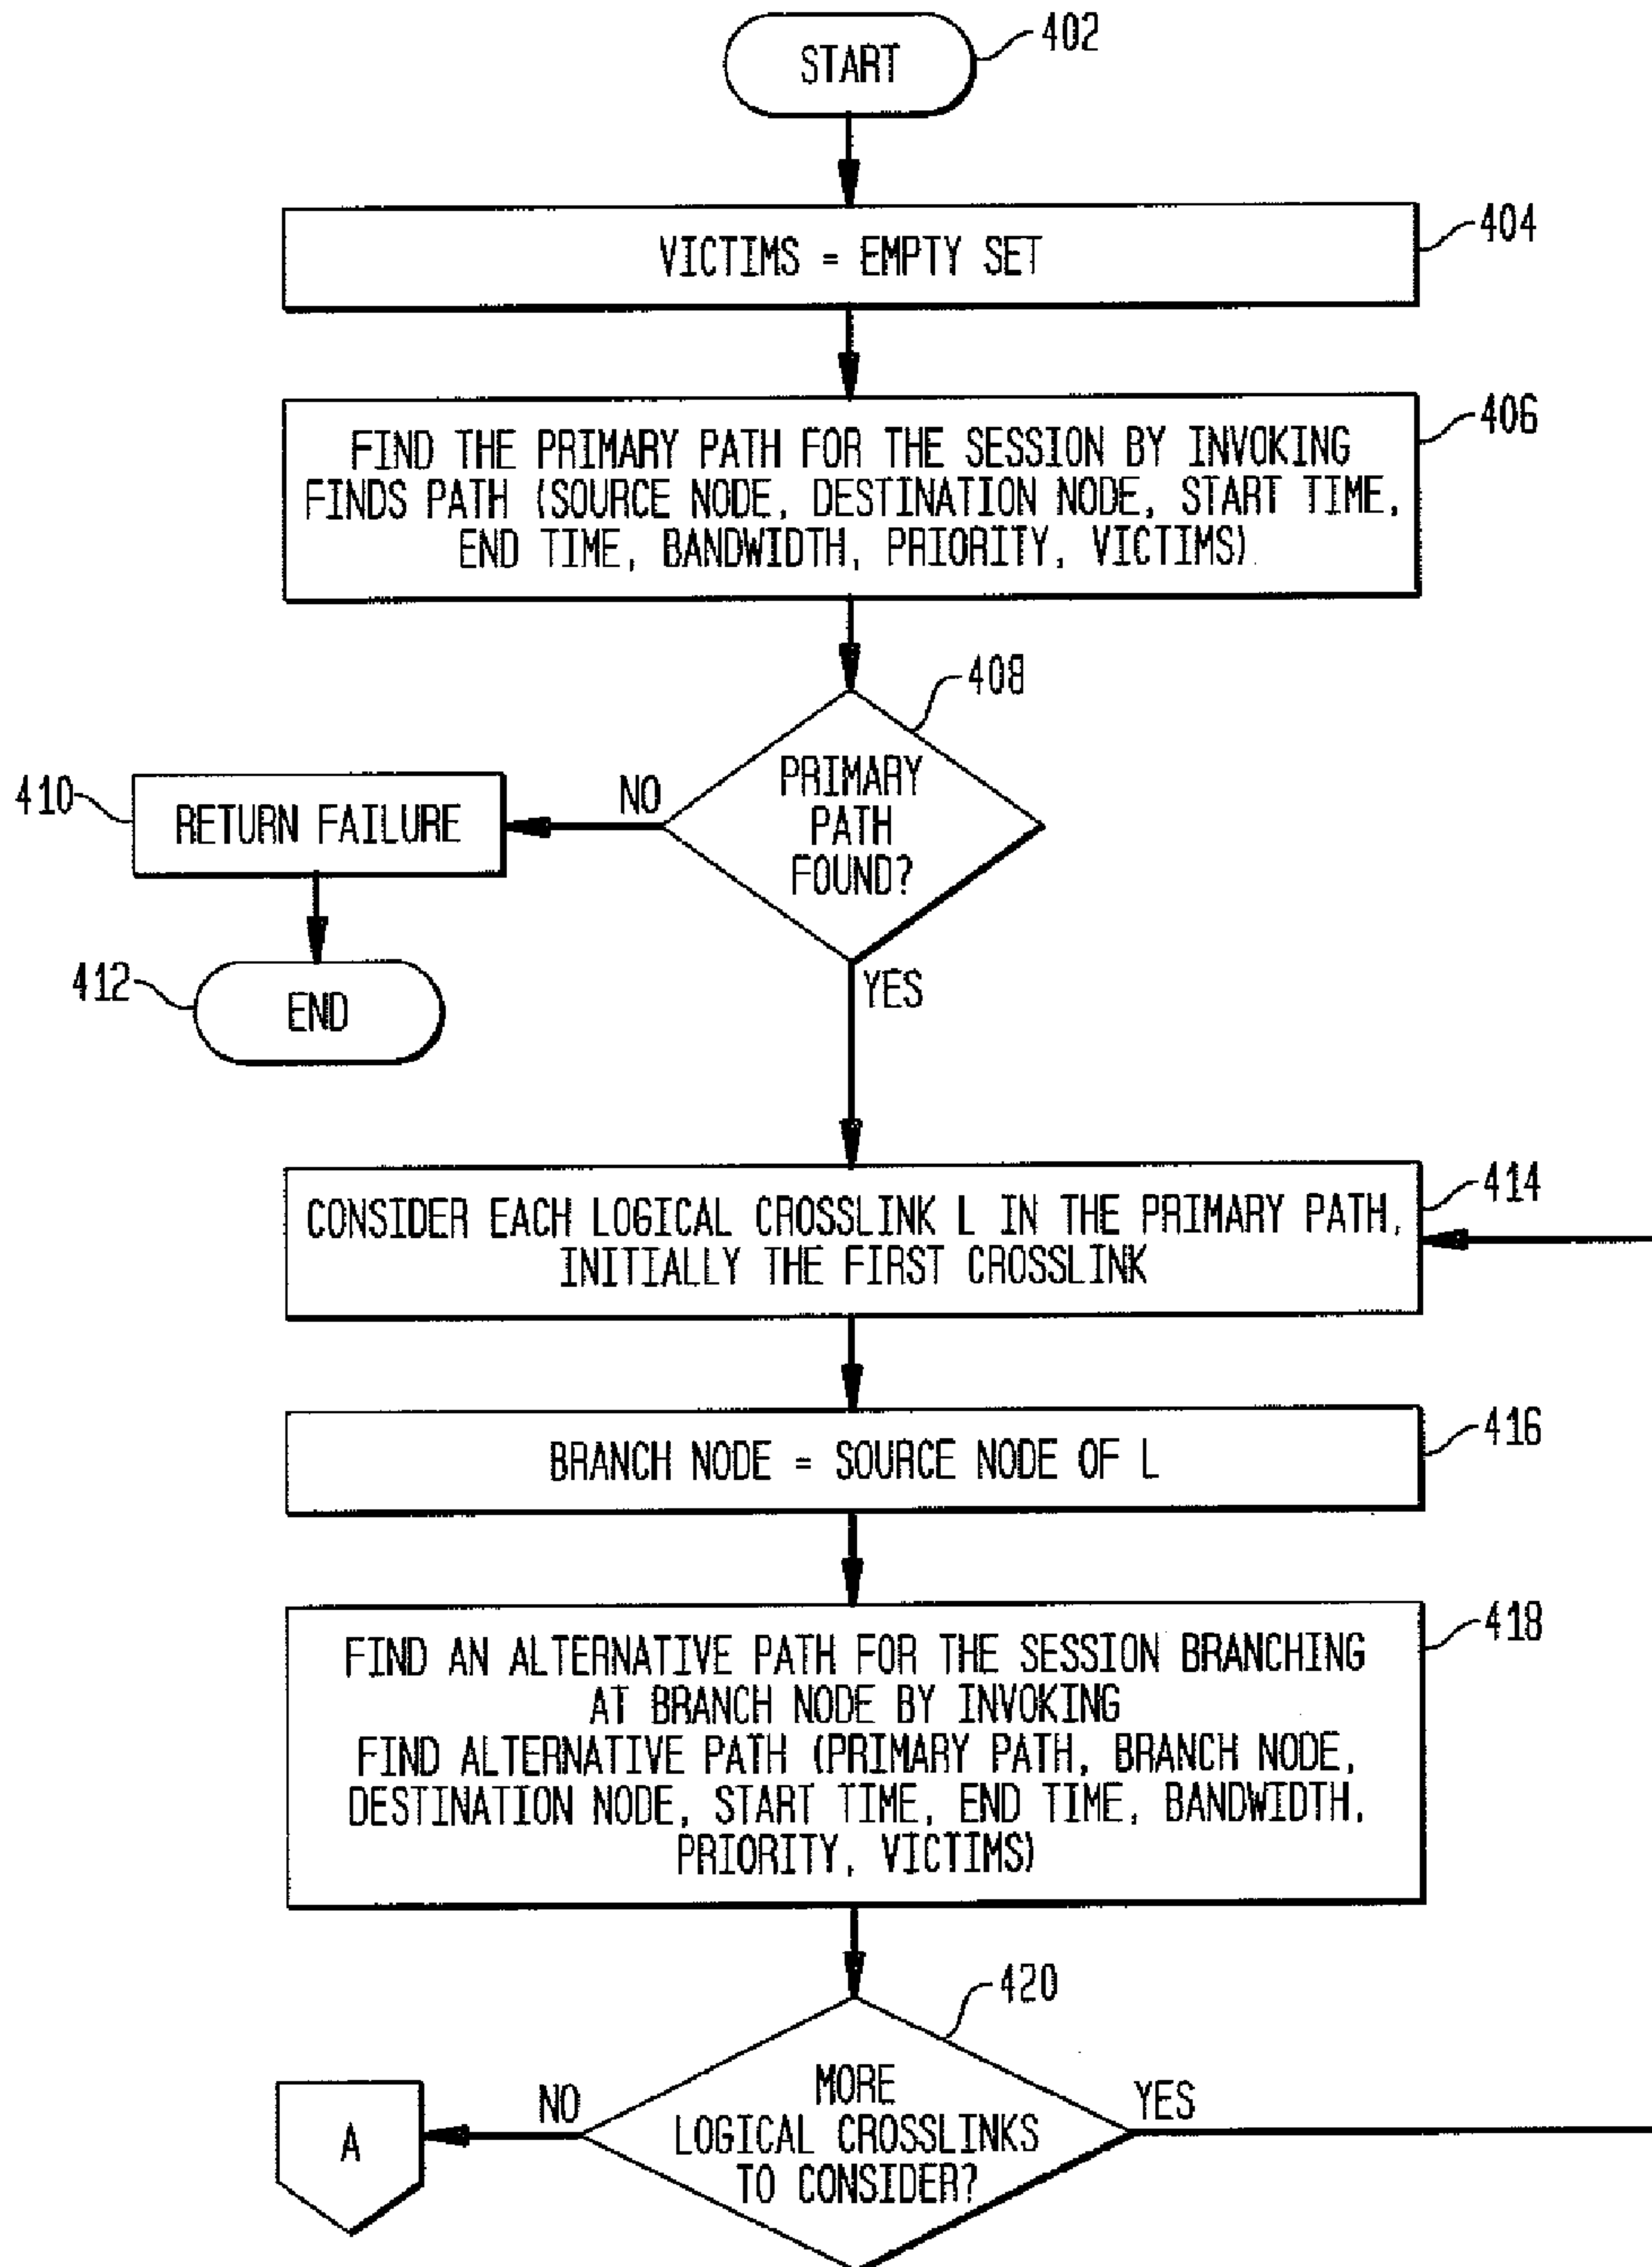 START
402
VICTIMS = EMPTY SET
404
FIND THE PRIMARY PATH FOR THE SESSION BY INVOKING
FINDS PATH (SOURCE NODE, DESTINATION NODE, START TIME,
END TIME, BANDWIDTH, PRIORITY, VICTIMS)
406
408
PRIMARY
PATH
FOUND?
NO
410
RETURN FAILURE
412
END
YES
CONSIDER EACH LOGICAL CROSSLINK L IN THE PRIMARY PATH,
INITIALLY THE FIRST CROSSLINK
414
BRANCH NODE = SOURCE NODE OF L
416
FIND AN ALTERNATIVE PATH FOR THE SESSION BRANCHING
AT BRANCH NODE BY INVOKING
FIND ALTERNATIVE PATH (PRIMARY PATH, BRANCH NODE,
DESTINATION NODE, START TIME, END TIME, BANDWIDTH,
PRIORITY, VICTIMS)
418
420
MORE
LOGICAL CROSSLINKS
TO CONSIDER?
NO
A
YES